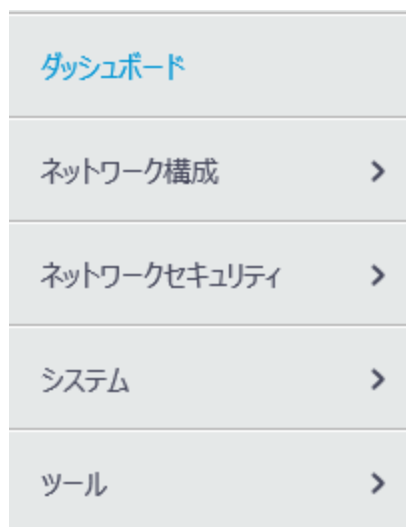 ダッシュボード
ネットワーク構成
ネットワークセキュリティ
システム
ツール